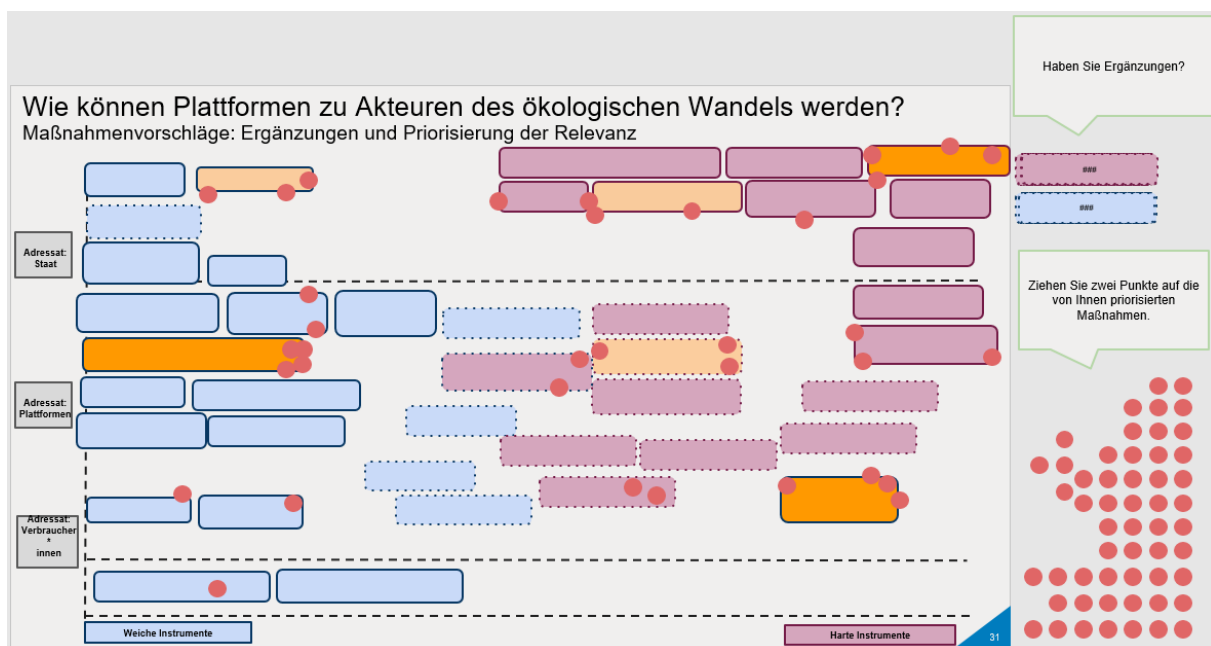 Haben Sie Ergänzungen?
Wie können Plattformen zu Akteuren des ökologischen Wandels werden?
Maßnahmenvorschläge: Ergänzungen und Priorisierung der Relevanz
###
###
Adressat:
Staat
Ziehen Sie zwei Punkte auf die
von Ihnen priorisierten
Maßnahmen.
Adressat:
Plattformen
Adressat:
Verbraucher
*
innen
Weiche Instrumente
Harte Instrumente
31